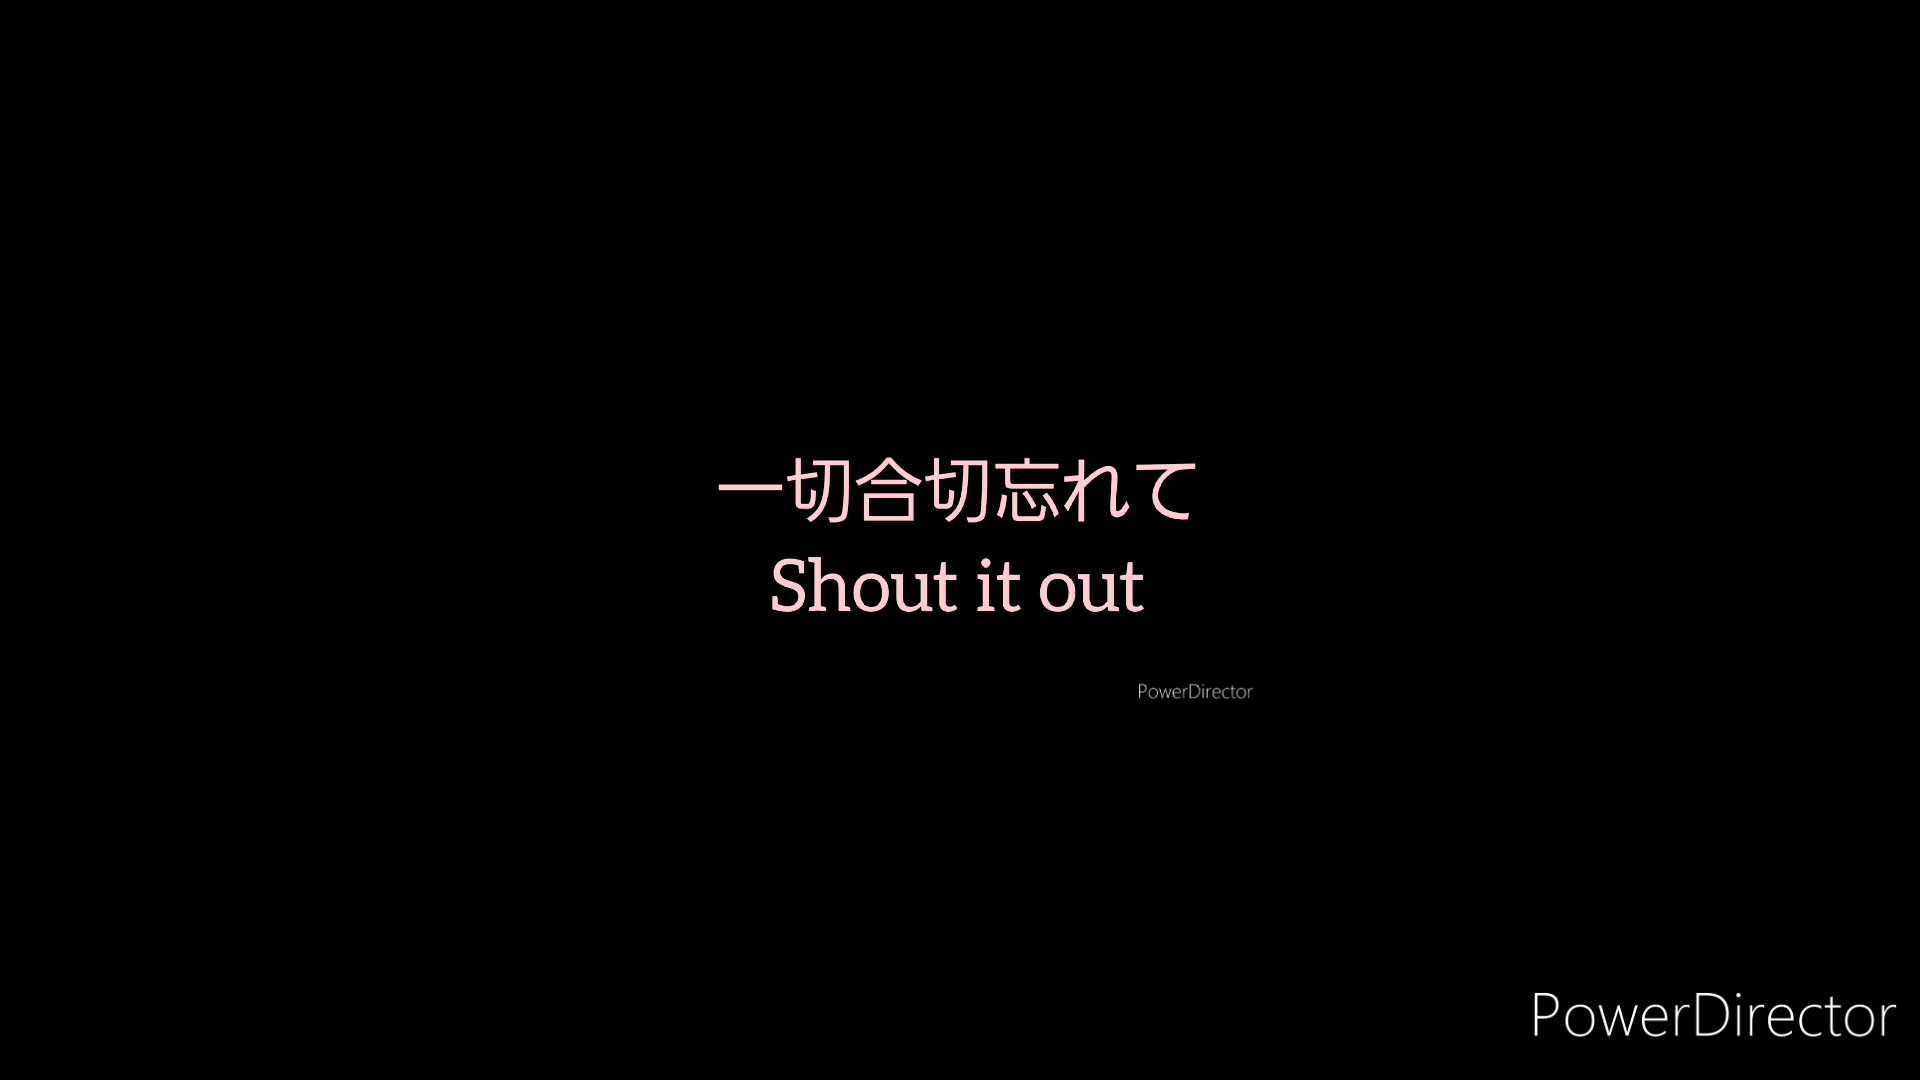 一切合切忘れて
Shout it out
PowerDirector
PowerDirector